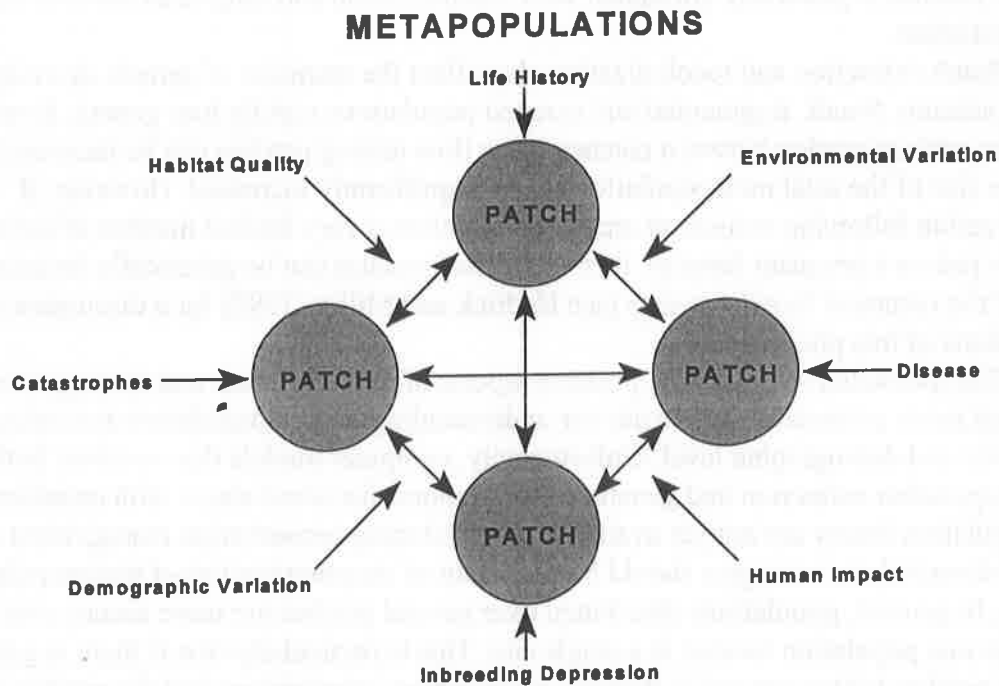 METAPOPULATIONS
Life History
Habitat Quality
Environmental Variation
PATCH
PATCH
PATCH
Catastrophes
Disease
PATCH
Demographic Variation
Human Impact
Inbreeding Depression